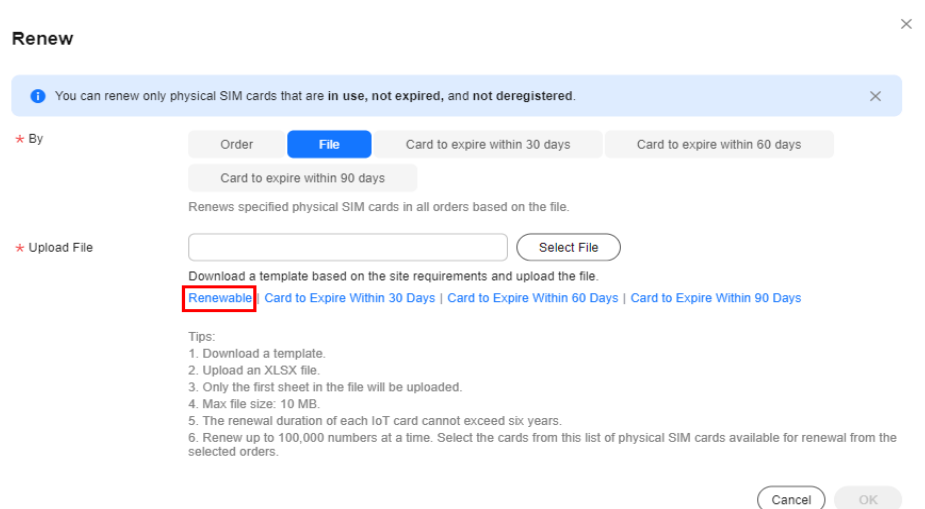 Renew
You can renew only physical SIM cards that are in use, not expired, and not deregistered.
* By
Order File Card to expire within 30 days Card to expire within 60 days
Card to expire within 90 days
Renews specified physical SIM cards in all orders based on the file.
* Upload File
Select File
Download a template based on the site requirements and upload the file.
Renewable | Card to Expire Within 30 Days | Card to Expire Within 60 Days | Card to Expire Within 90 Days
Tips:
1. Download a template.
2. Upload an XLSX file.
3. Only the first sheet in the file will be uploaded.
4. Max file size: 10 MB.
5. The renewal duration of each IoT card cannot exceed six years.
6. Renew up to 100,000 numbers at a time. Select the cards from this list of physical SIM cards available for renewal from the
selected orders.
Cancel OK